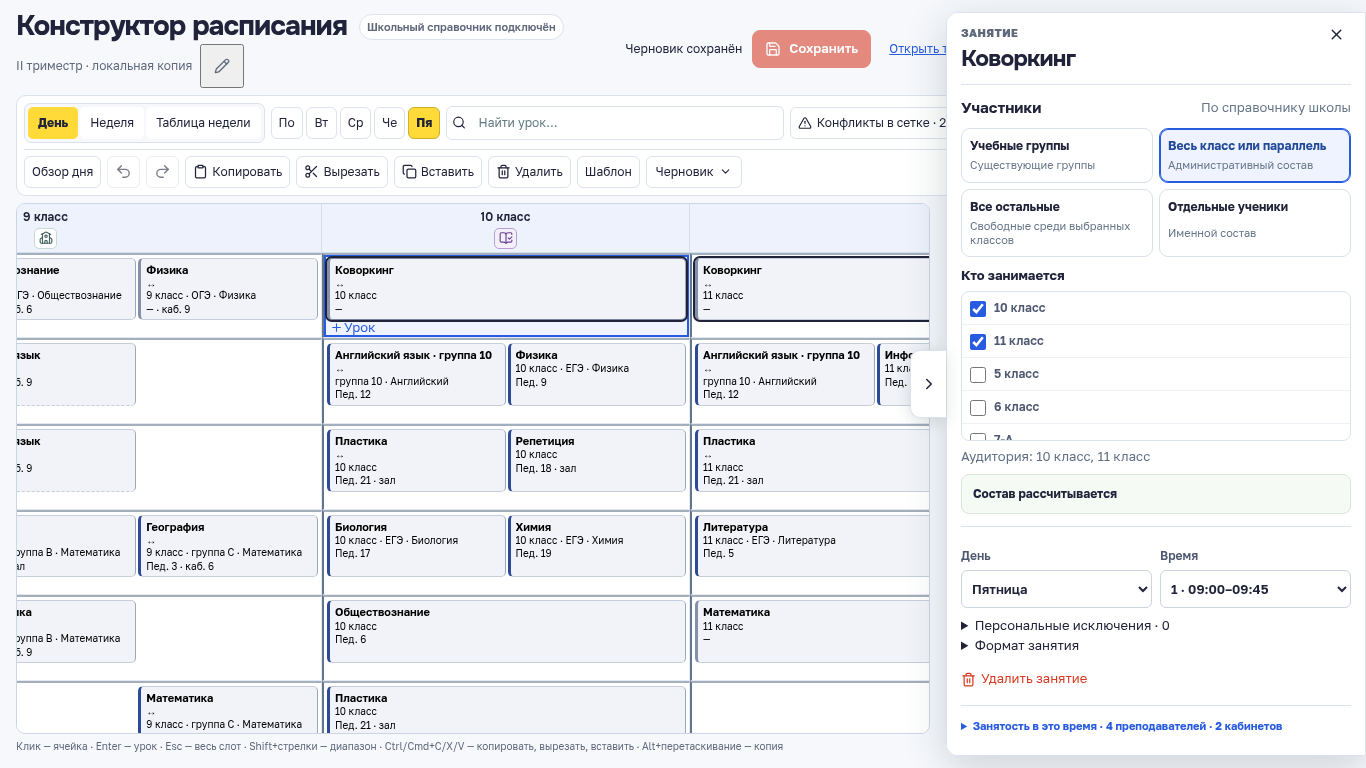 Конструктор расписания
Школьный справочник подключён
II триместр · локальная копия
Черновик сохранён
Сохранить
Открыть
День
Неделя
Таблица недели
По
Вт
Ср
Че
Пя
Найти урок...
Конфликты в сетке · 2
Обзор дня
Копировать
Вырезать
Вставить
Удалить
Шаблон
Черновик
9 класс
10 класс
Физика
↔
9 класс · ОГЭ · Физика
— · каб. 9
Коворкинг
↔
10 класс
—
+ Урок
Коворкинг
↔
11 класс
—
Английский язык · группа 10
↔
группа 10 · Английский
Пед. 12
Физика
10 класс · ЕГЭ · Физика
Пед. 9
Английский язык · группа 10
↔
группа 10 · Английский
Пед. 12
Пластика
↔
10 класс
Пед. 21 · зал
Репетиция
10 класс
Пед. 18 · зал
Пластика
↔
11 класс
Пед. 21 · зал
География
↔
9 класс · группа C · Математика
Пед. 3 · каб. 6
Биология
10 класс · ЕГЭ · Биология
Пед. 17
Химия
10 класс · ЕГЭ · Химия
Пед. 19
Литература
11 класс · ЕГЭ · Литература
Пед. 5
Обществознание
10 класс
Пед. 6
Математика
11 класс
—
Математика
↔
9 класс · группа C · Математика
Пластика
10 класс
Пед. 21 · зал
Клик — ячейка · Enter — урок · Esc — весь слот · Shift+стрелки — диапазон · Ctrl/Cmd+C/X/V — копировать, вырезать, вставить · Alt+перетаскивание — копия
ЗАНЯТИЕ
Коворкинг
Участники
По справочнику школы
Учебные группы
Существующие группы
Весь класс или параллель
Административный состав
Все остальные
Свободные среди выбранных
классов
Отдельные ученики
Именной состав
Кто занимается
10 класс
11 класс
5 класс
6 класс
Аудитория: 10 класс, 11 класс
Состав рассчитывается
День
Время
Пятница
1 · 09:00–09:45
Персональные исключения · 0
Формат занятия
Удалить занятие
Занятость в это время · 4 преподавателей · 2 кабинетов